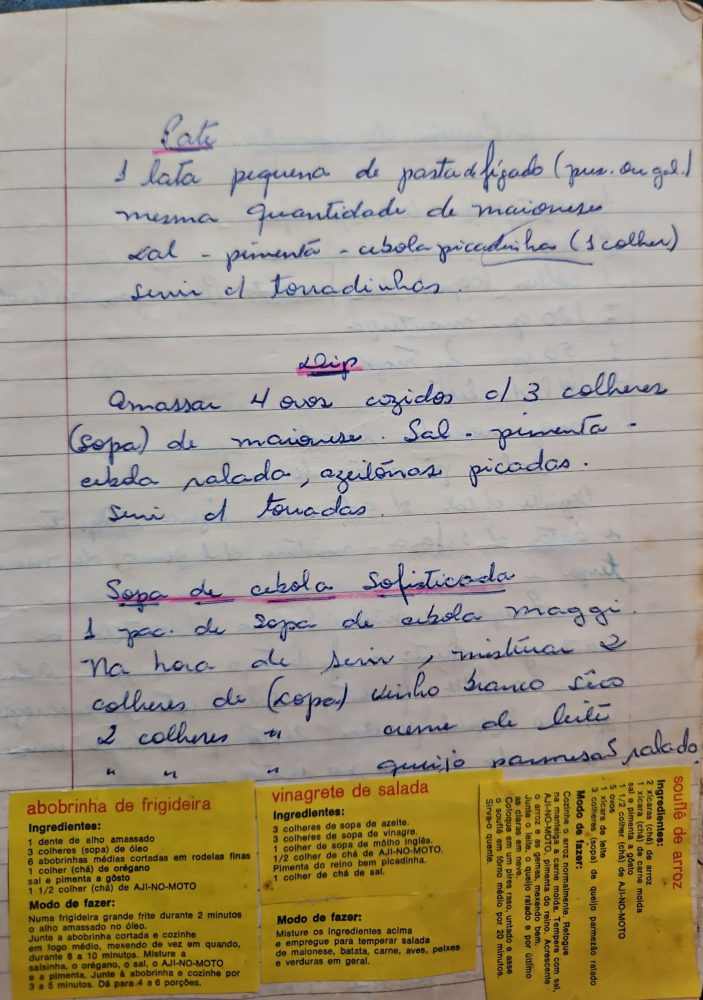 Patê
1 lata pequena de pasta de fígado (pres. ou gal.)
mesma quantidade de maionese
sal - pimenta - cebola picadinha (1 colher)
servir c/ torradinhas.
Dip
Amassar 4 ovos cozidos c/ 3 colheres
(sopa) de maionese. Sal - pimenta -
cebola ralada, azeitônas picadas.
Servir c/ torradas.
Sopa de cebola Sofisticada
1 pac. de sopa de cebola maggi.
Na hora de servir, misturar 2
colheres de (sopa) vinho branco sêco
2 colheres " creme de leite
" " " queijo parmesão ralado
abobrinha de frigideira
Ingredientes:
1 dente de alho amassado
3 colheres (sopa) de óleo
6 abobrinhas médias cortadas em rodelas finas
1 colher (chá) de orégano
sal e pimenta a gôsto
1 1/2 colher (chá) de AJI-NO-MOTO
Modo de fazer:
Numa frigideira grande frite durante 2 minutos
o alho amassado no óleo.
Junte a abobrinha cortada e cozinhe
em fogo médio, mexendo de vez em quando,
durante 8 a 10 minutos. Misture a
salsinha, o orégano, o sal, o AJI-NO-MOTO
e a pimenta. Junte à abobrinha e cozinhe por
3 a 5 minutos. Dá para 4 a 6 porções.
vinagrete de salada
Ingredientes:
3 colheres de sopa de azeite.
3 colheres de sopa de vinagre.
1 colher de sopa de môlho inglês.
1/2 colher de chá de AJI-NO-MOTO.
Pimenta do reino bem picadinha.
1 colher de chá de sal.
Modo de fazer:
Misture os ingredientes acima
e empregue para temperar salada
de maionese, batata, carne, aves, peixes
e verduras em geral.
souflê de arroz
Ingredientes:
2 xícaras (chá) de arroz
1 xícara (chá) de carne moída
sal e pimenta a gôsto
1 1/2 colher (chá) de AJI-NO-MOTO
5 ovos
1 xícara de leite
3 colheres (sopa) de queijo parmezão ralado
Modo de fazer:
Cozinhe o arroz normalmente. Refogue
na manteiga a carne moída. Tempere com sal,
AJI-NO-MOTO e pimenta do reino. Acrescente
o arroz e as gemas, mexendo bem.
Junte o leite, o queijo ralado e por último
as claras em neve.
Coloque em um pirex raso, untado e asse
o souflê em forno médio por 20 minutos.
Sirva-o quente.